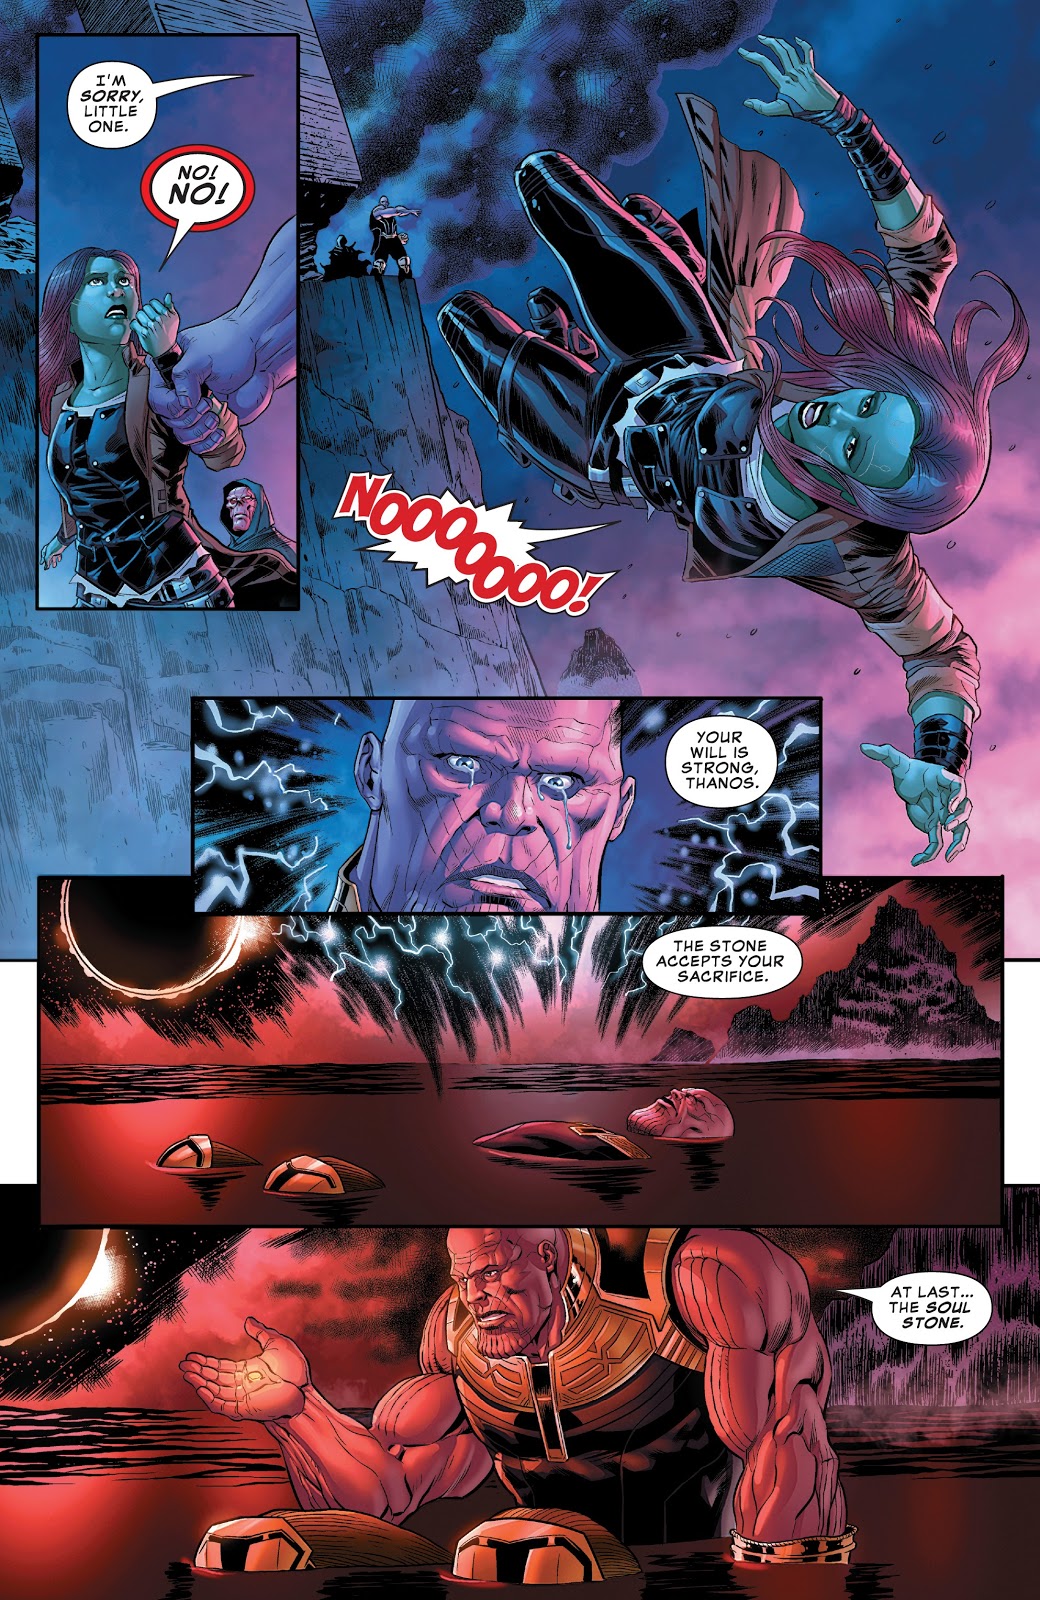 I'M
SORRY,
LITTLE
ONE.
NO!
NO!
NOOOOOOO!
YOUR
WILL IS
STRONG,
THANOS.
THE STONE
ACCEPTS YOUR
SACRIFICE.
AT LAST...
THE SOUL
STONE.